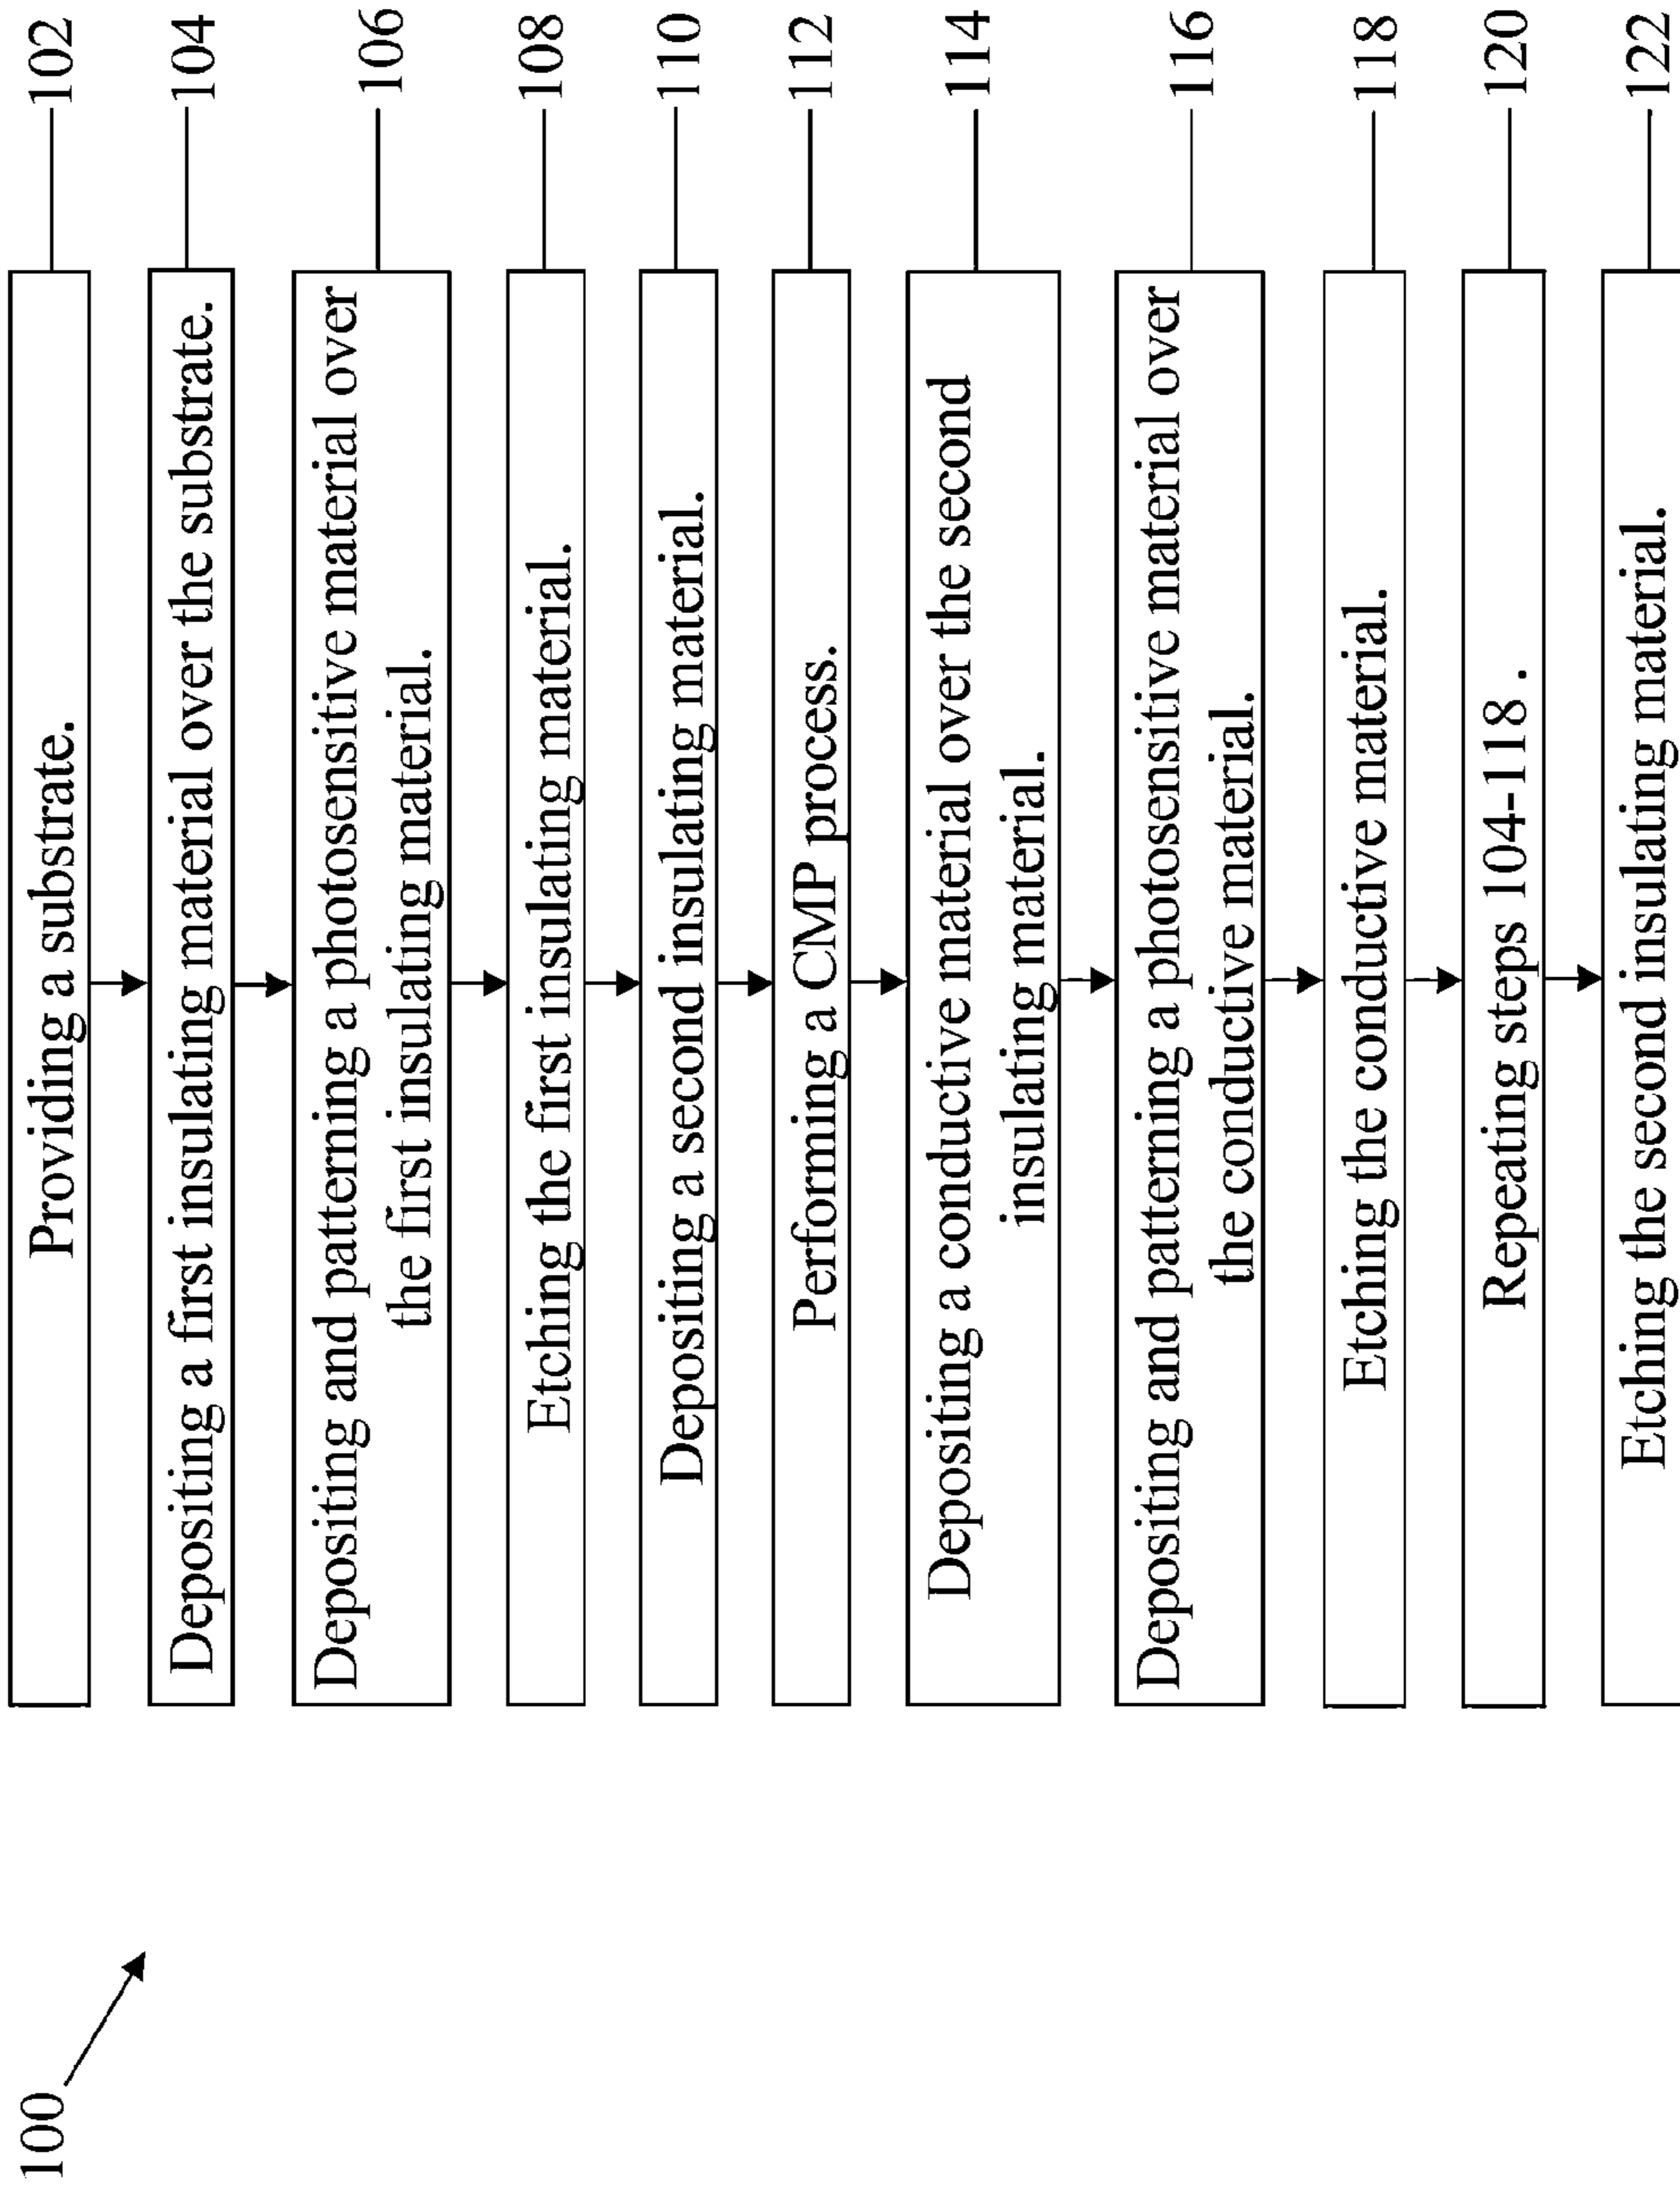 100
Providing a substrate.
102
Depositing a first insulating material over the substrate.
104
Depositing and patterning a photosensitive material over
the first insulating material.
106
Etching the first insulating material.
108
Depositing a second insulating material.
110
Performing a CMP process.
112
Depositing a conductive material over the second
insulating material.
114
Depositing and patterning a photosensitive material over
the conductive material.
116
Etching the conductive material.
118
Repeating steps 104-118 .
120
Etching the second insulating material.
122